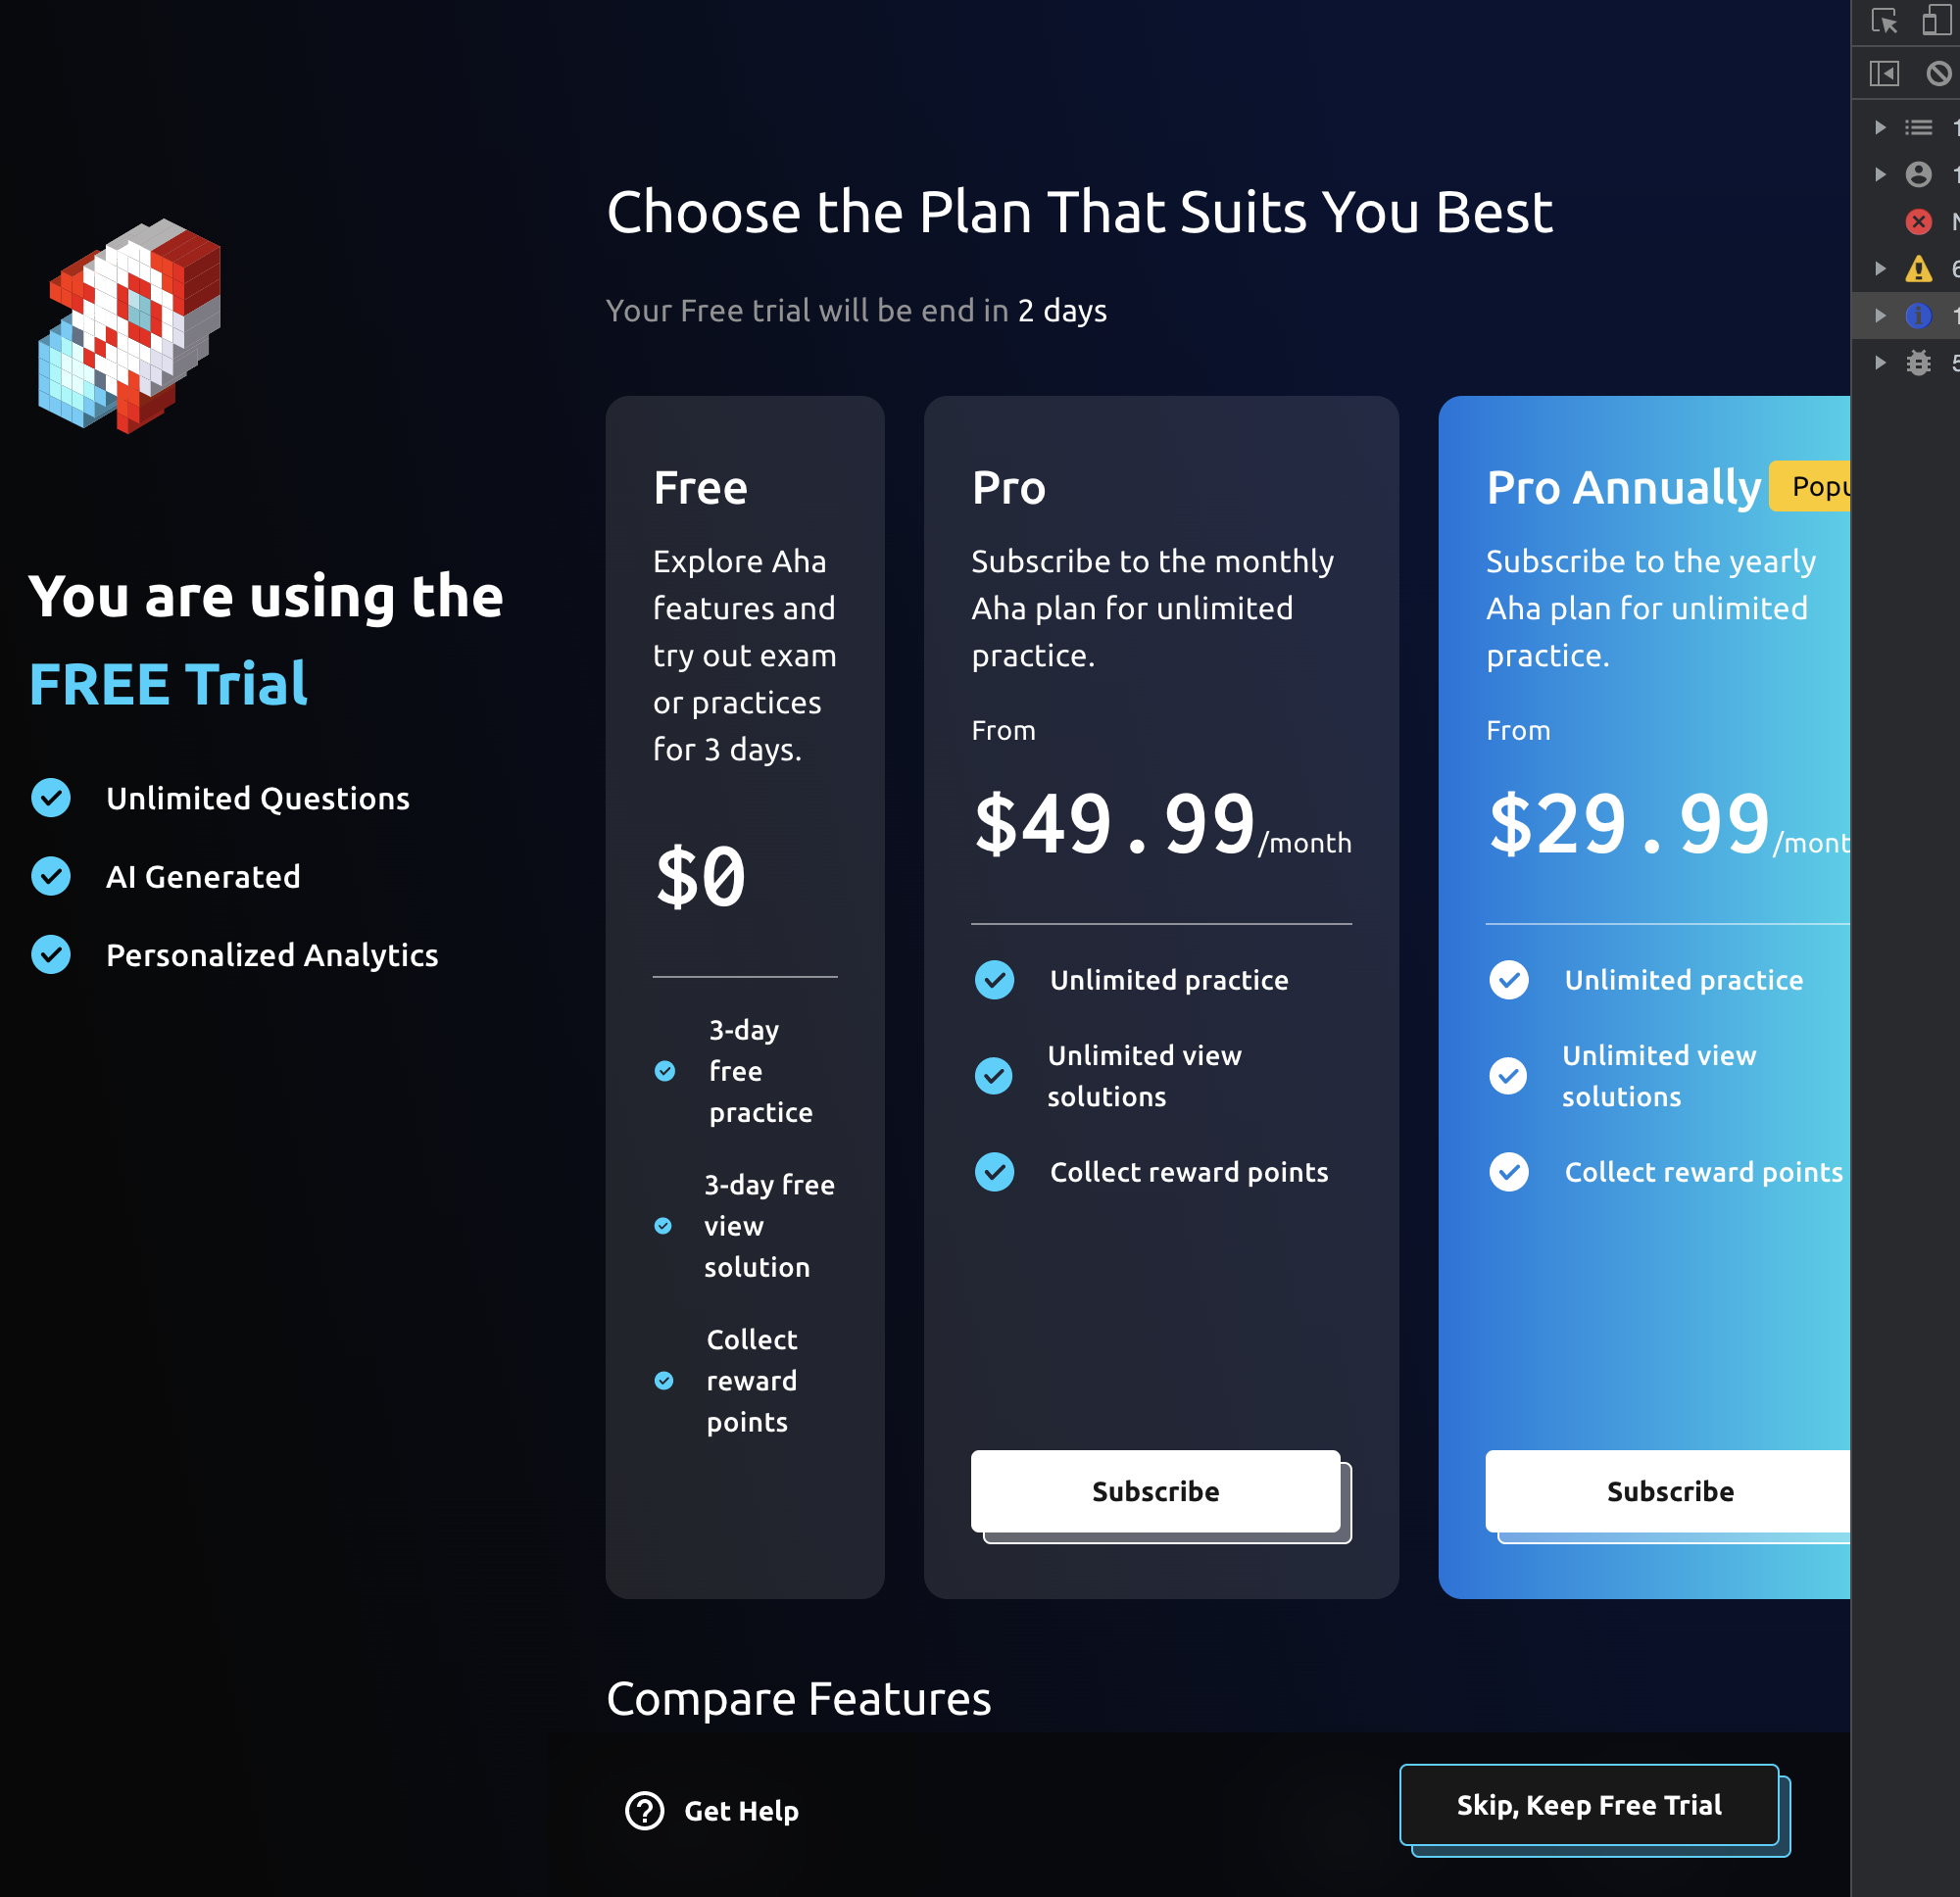 Choose the Plan That Suits You Best
Your Free trial will be end in 2 days
You are using the
FREE Trial
Unlimited Questions
AI Generated
Personalized Analytics
Free
Explore Aha
features and
try out exam
or practices
for 3 days.
$0
3-day
free
practice
3-day free
view
solution
Collect
reward
points
Pro
Subscribe to the monthly
Aha plan for unlimited
practice.
From
$49.99/month
Unlimited practice
Unlimited view
solutions
Collect reward points
Subscribe
Pro Annually
Subscribe to the yearly
Aha plan for unlimited
practice.
From
$29.99
Unlimited practice
Unlimited view
solutions
Collect reward points
Subscribe
Compare Features
Get Help
Skip, Keep Free Trial